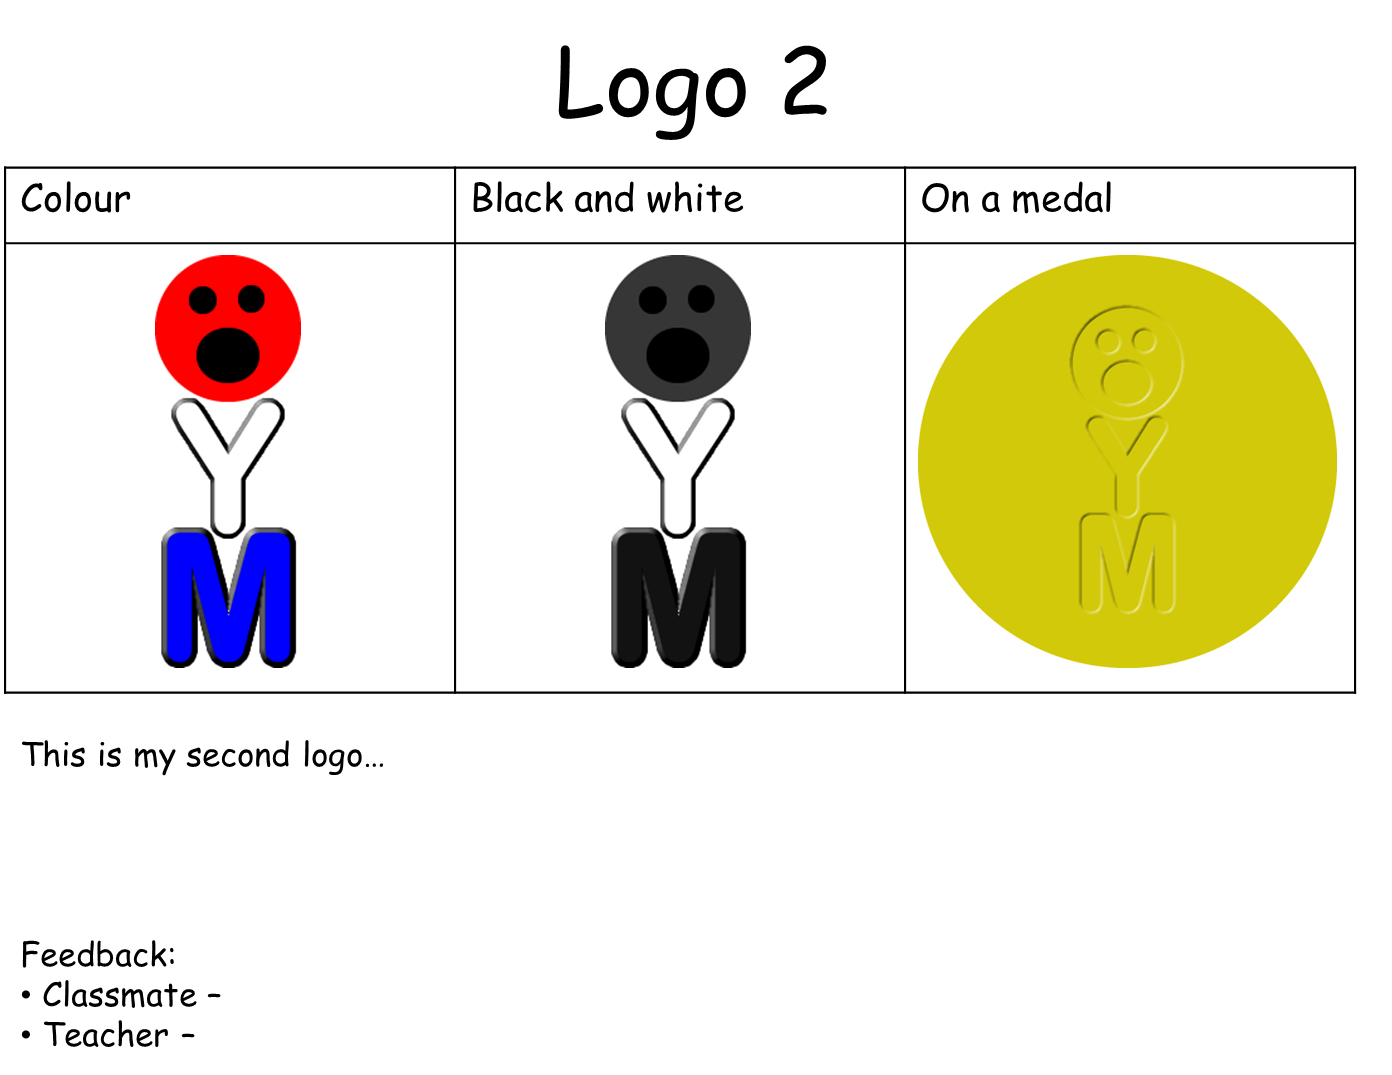 Logo 2
Colour
Black and white
On a medal
Y
M
Y
M
Y
M
This is my second logo…
Feedback:
• Classmate –
• Teacher –